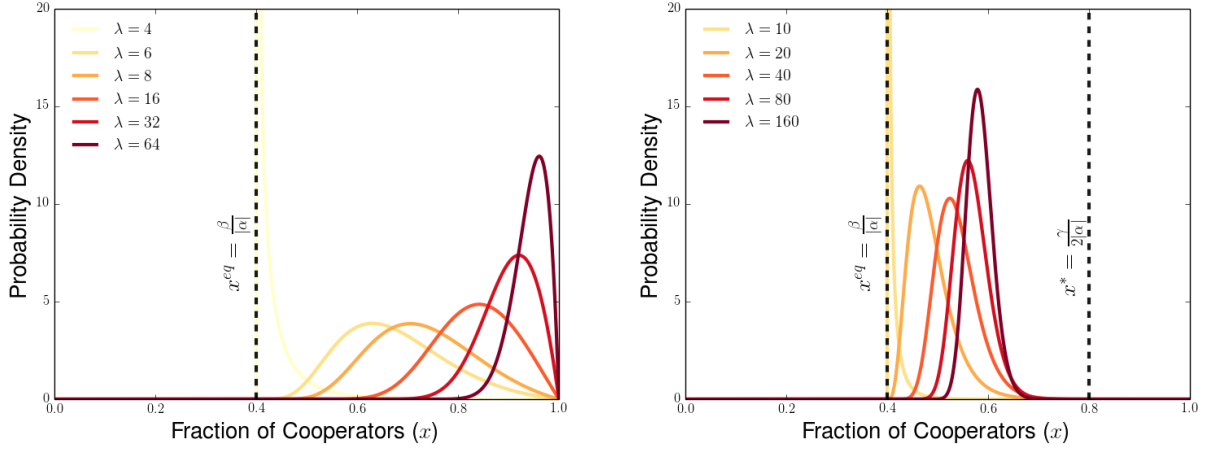 20
15
10
5
0
0.0
0.2
0.4
0.6
0.8
1.0
Probability Density
Fraction of Cooperators (x)
λ = 4
λ = 6
λ = 8
λ = 16
λ = 32
λ = 64
x^{eq} = \frac{β}{|α|}
20
15
10
5
0
0.0
0.2
0.4
0.6
0.8
1.0
Probability Density
Fraction of Cooperators (x)
λ = 10
λ = 20
λ = 40
λ = 80
λ = 160
x^{eq} = \frac{β}{|α|}
x^* = \frac{γ}{2|α|}